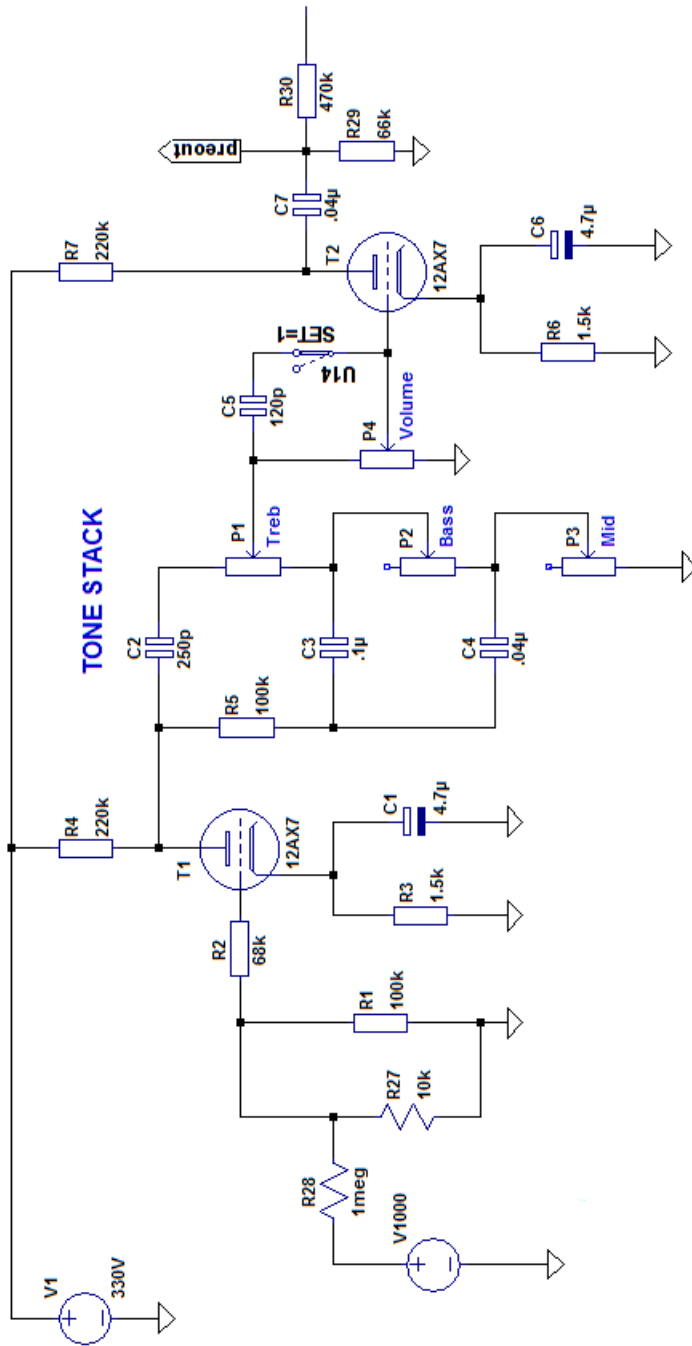 V1
330V
R28
1meg
V1000
R27
10k
R1
100k
R2
68k
R4
220k
T1
12AX7
R3
1.5k
C1
4.7µ
TONE STACK
R5
100k
C2
250p
C3
.1µ
C4
.04µ
P1
Treb
P2
Bass
P3
Mid
C5
120p
U14
SET=1
P4
Volume
R7
220k
T2
12AX7
R6
1.5k
C6
4.7µ
C7
.04µ
preout
R29
66k
R30
470k